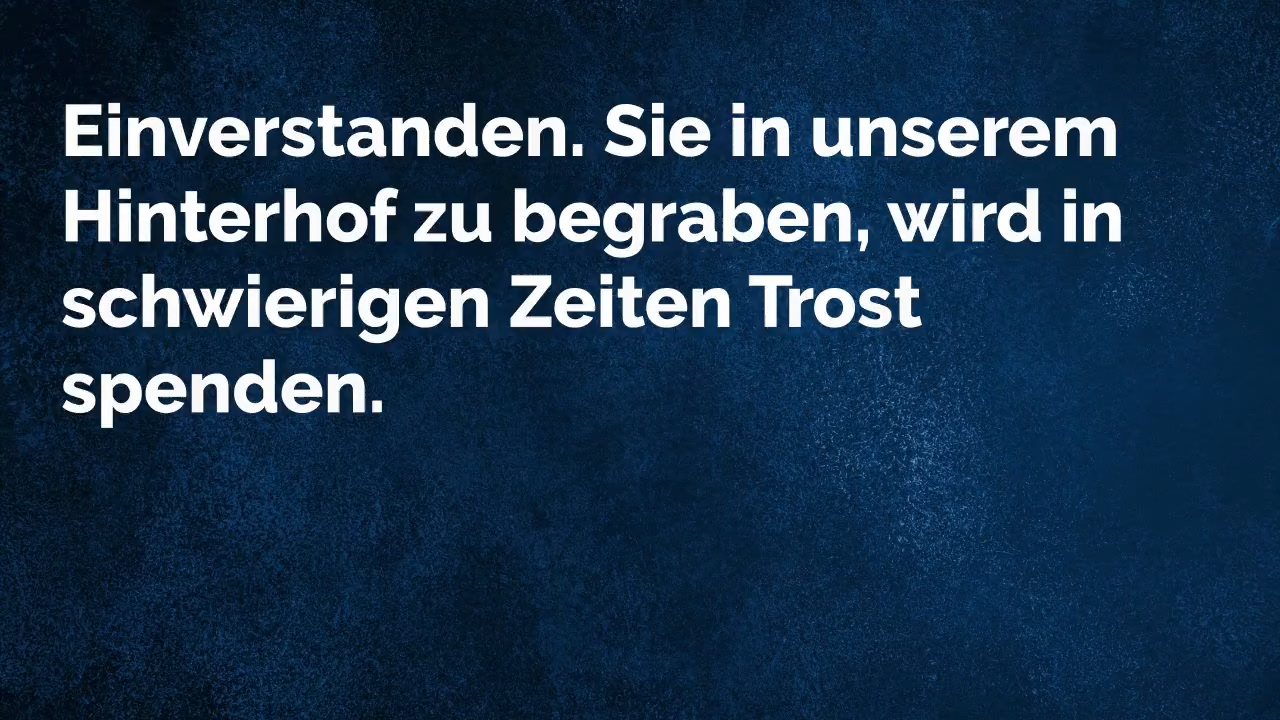 Einverstanden. Sie in unserem
Hinterhof zu begraben, wird in
schwierigen Zeiten Trost
spenden.